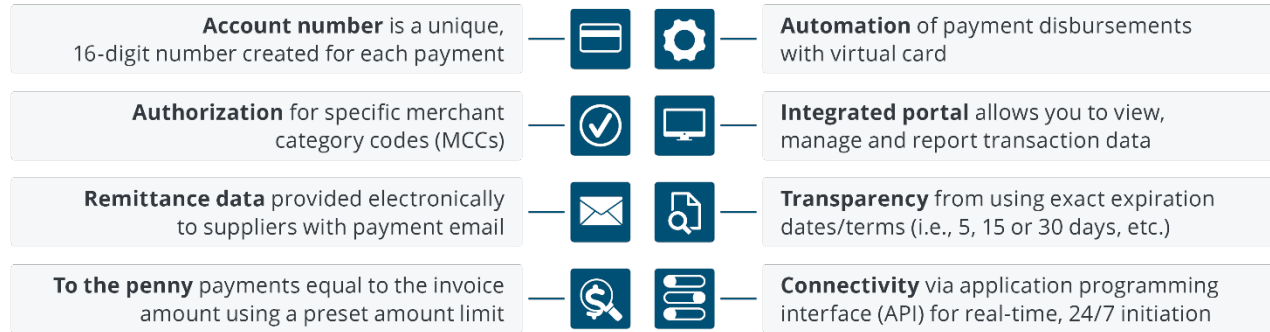 Account number is a unique,
16-digit number created for each payment
Automation of payment disbursements
with virtual card
Authorization for specific merchant
category codes (MCCs)
Integrated portal allows you to view,
manage and report transaction data
Remittance data provided electronically
to suppliers with payment email
Transparency from using exact expiration
dates/terms (i.e., 5, 15 or 30 days, etc.)
To the penny payments equal to the invoice
amount using a preset amount limit
Connectivity via application programming
interface (API) for real-time, 24/7 initiation